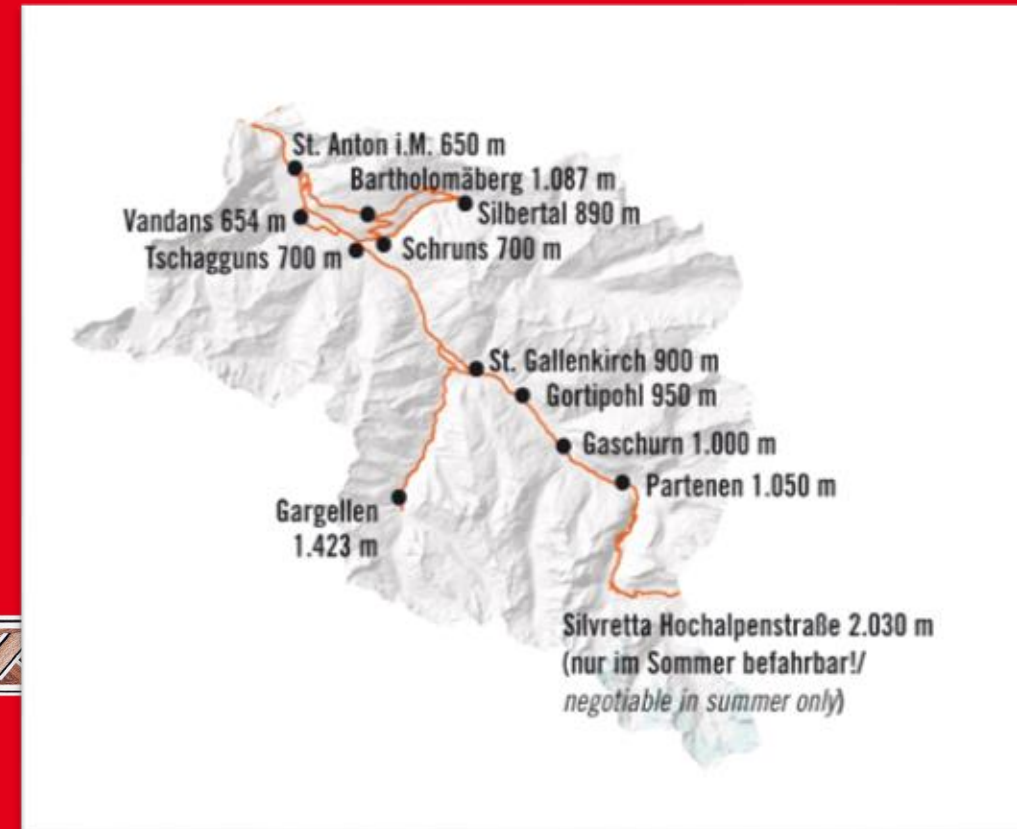 St. Anton i.M. 650 m
Bartholomäberg 1.087 m
Silbertal 890 m
Vandans 654 m
Schruns 700 m
Tschagguns 700 m
St. Gallenkirch 900 m
Gortipohl 950 m
Gaschurn 1.000 m
Partenen 1.050 m
Gargellen
1.423 m
Silvretta Hochalpenstraße 2.030 m
(nur im Sommer befahrbar!/
negotiable in summer only)